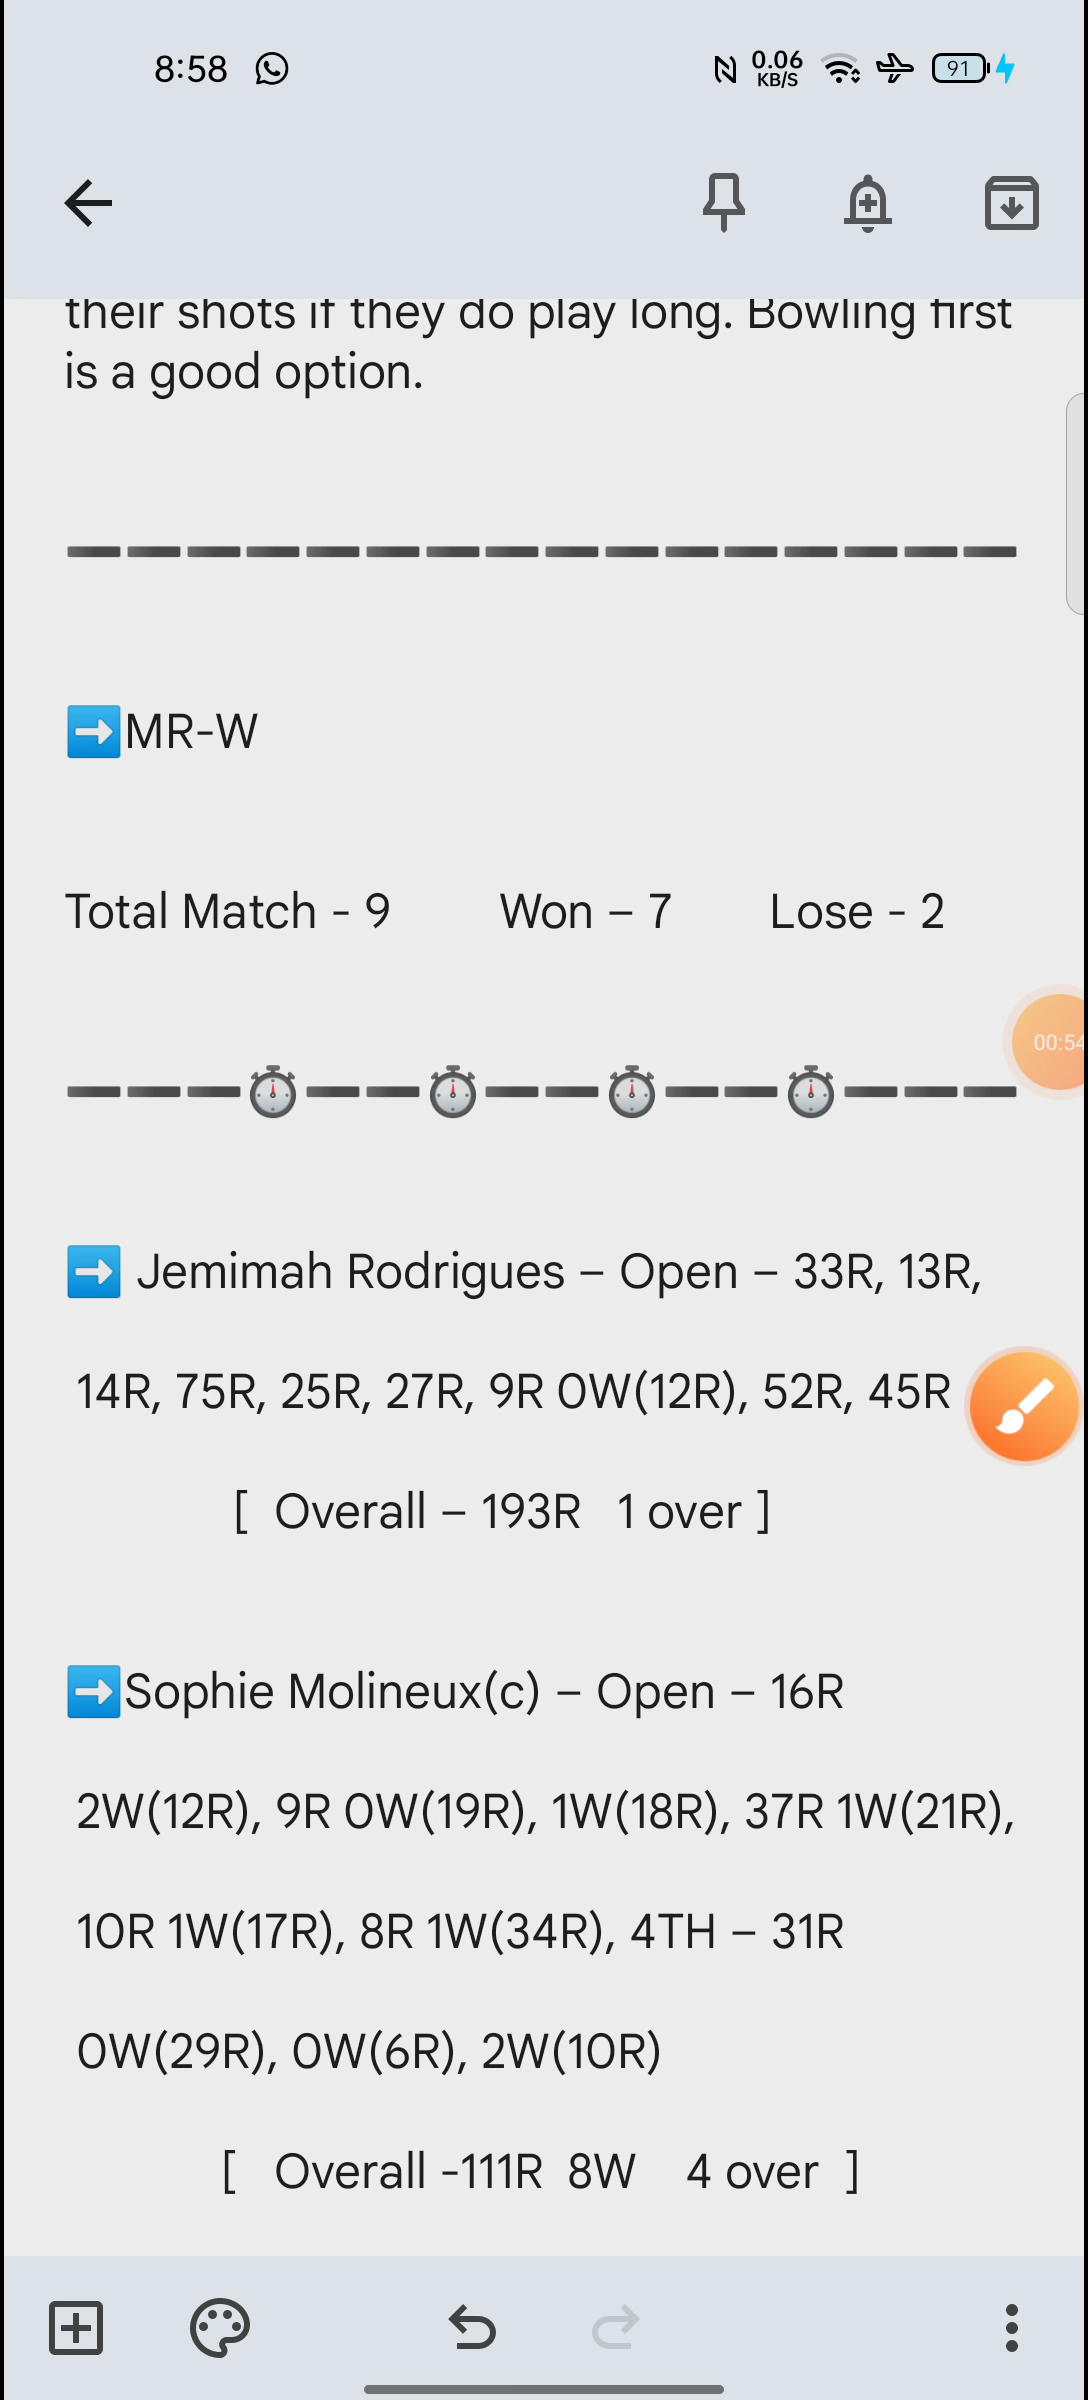 8:58 0.06 KB/S 91
their shots if they do play long. Bowling first
is a good option.
MR-W
Total Match - 9 Won – 7 Lose - 2
00:54
Jemimah Rodrigues – Open – 33R, 13R,
14R, 75R, 25R, 27R, 9R 0W(12R), 52R, 45R
[ Overall – 193R 1 over ]
Sophie Molineux(c) – Open – 16R
2W(12R), 9R 0W(19R), 1W(18R), 37R 1W(21R),
10R 1W(17R), 8R 1W(34R), 4TH – 31R
0W(29R), 0W(6R), 2W(10R)
[ Overall -111R 8W 4 over ]